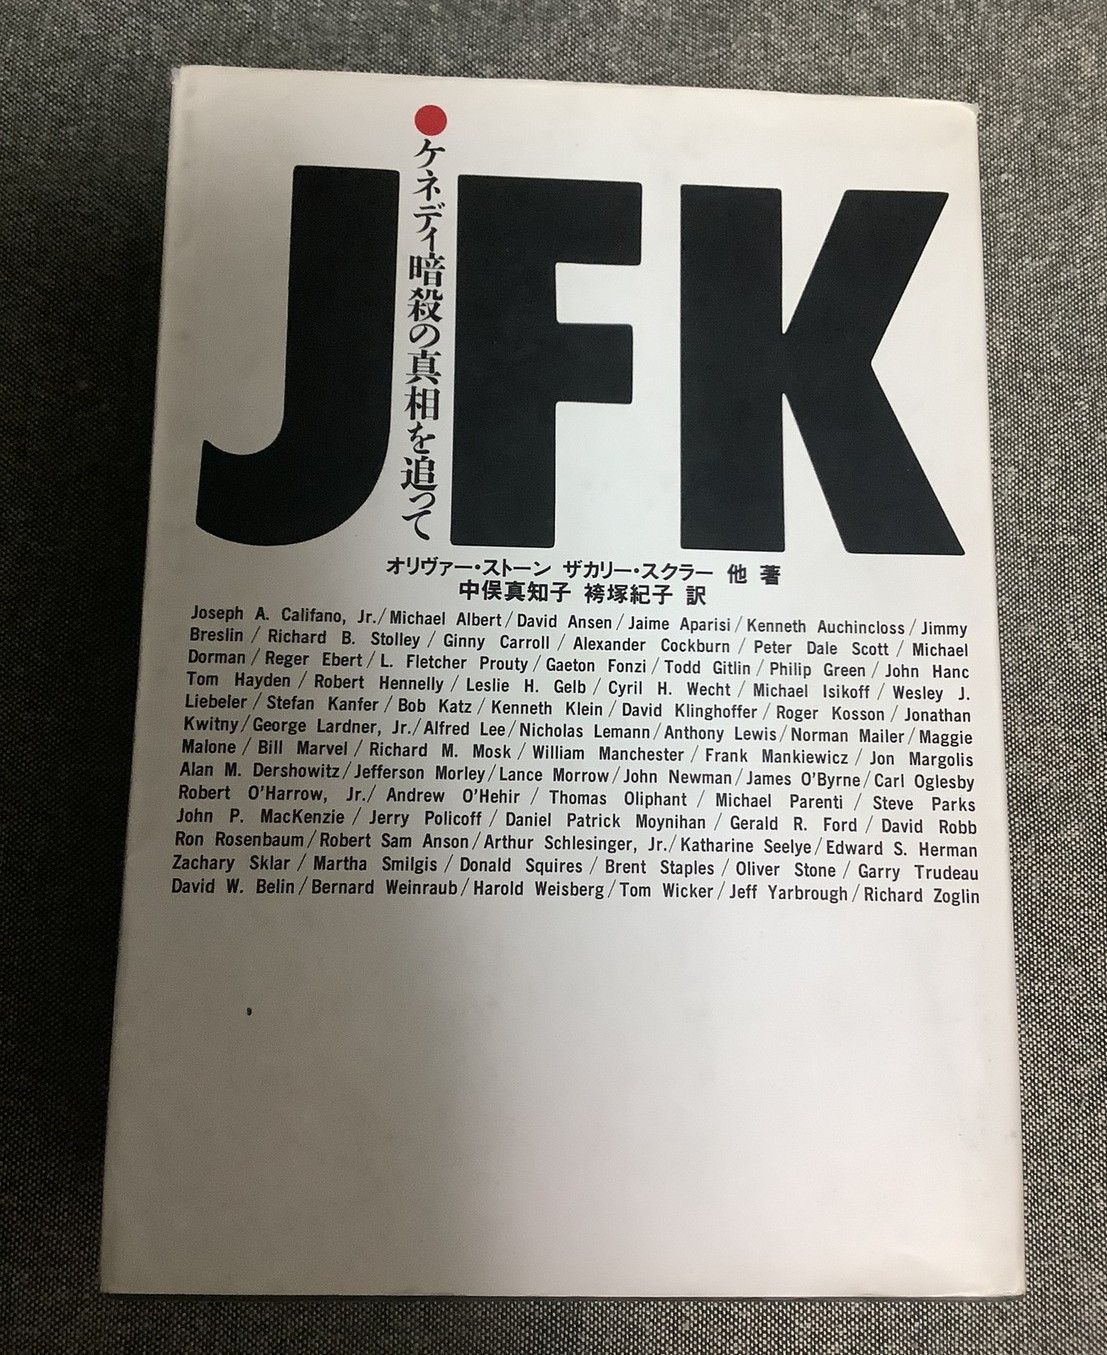 JFK
ケネディ暗殺の真相を追って
オリヴァー・ストーン ザカリー・スクラー 他 著
中俣真知子 袴塚紀子 訳
Joseph A. Califano, Jr./Michael Albert/David Ansen/Jaime Aparisi/Kenneth Auchincloss/Jimmy
Breslin/Richard B. Stolley/Ginny Carroll/Alexander Cockburn/Peter Dale Scott/Michael
Dorman/Reger Ebert/L. Fletcher Prouty/Gaeton Fonzi/Todd Gitlin/Philip Green/John Hanc
Tom Hayden/Robert Hennelly/Leslie H. Gelb/Cyril H. Wecht/Michael Isikoff/Wesley J.
Liebeler/Stefan Kanfer/Bob Katz/Kenneth Klein/David Klinghoffer/Roger Kosson/Jonathan
Kwitny/George Lardner, Jr./Alfred Lee/Nicholas Lemann/Anthony Lewis/Norman Mailer/Maggie
Malone/Bill Marvel/Richard M. Mosk/William Manchester/Frank Mankiewicz/Jon Margolis
Alan M. Dershowitz/Jefferson Morley/Lance Morrow/John Newman/James O'Byrne/Carl Oglesby
Robert O'Harrow, Jr./Andrew O'Hehir/Thomas Oliphant/Michael Parenti/Steve Parks
John P. MacKenzie/Jerry Policoff/Daniel Patrick Moynihan/Gerald R. Ford/David Robb
Ron Rosenbaum/Robert Sam Anson/Arthur Schlesinger, Jr./Katharine Seelye/Edward S. Herman
Zachary Sklar/Martha Smilgis/Donald Squires/Brent Staples/Oliver Stone/Garry Trudeau
David W. Belin/Bernard Weinraub/Harold Weisberg/Tom Wicker/Jeff Yarbrough/Richard Zoglin